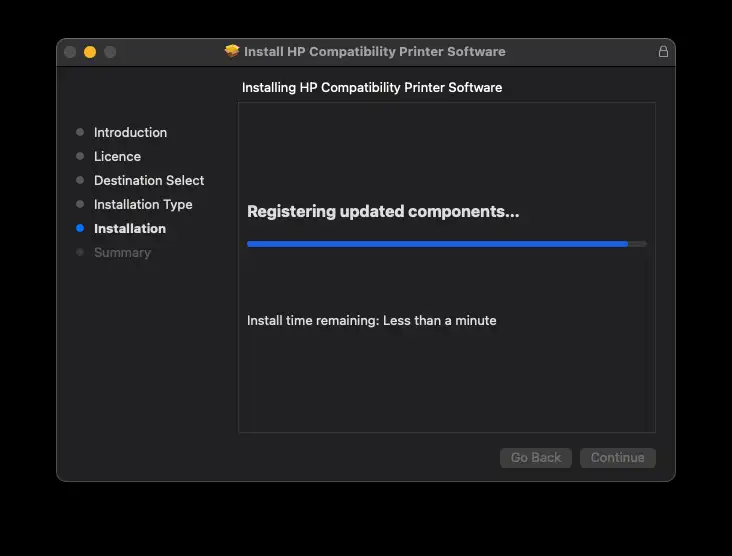 Install HP Compatibility Printer Software
Installing HP Compatibility Printer Software
Introduction
Licence
Destination Select
Installation Type
Installation
Summary
Registering updated components...
Install time remaining: Less than a minute
Go Back
Continue